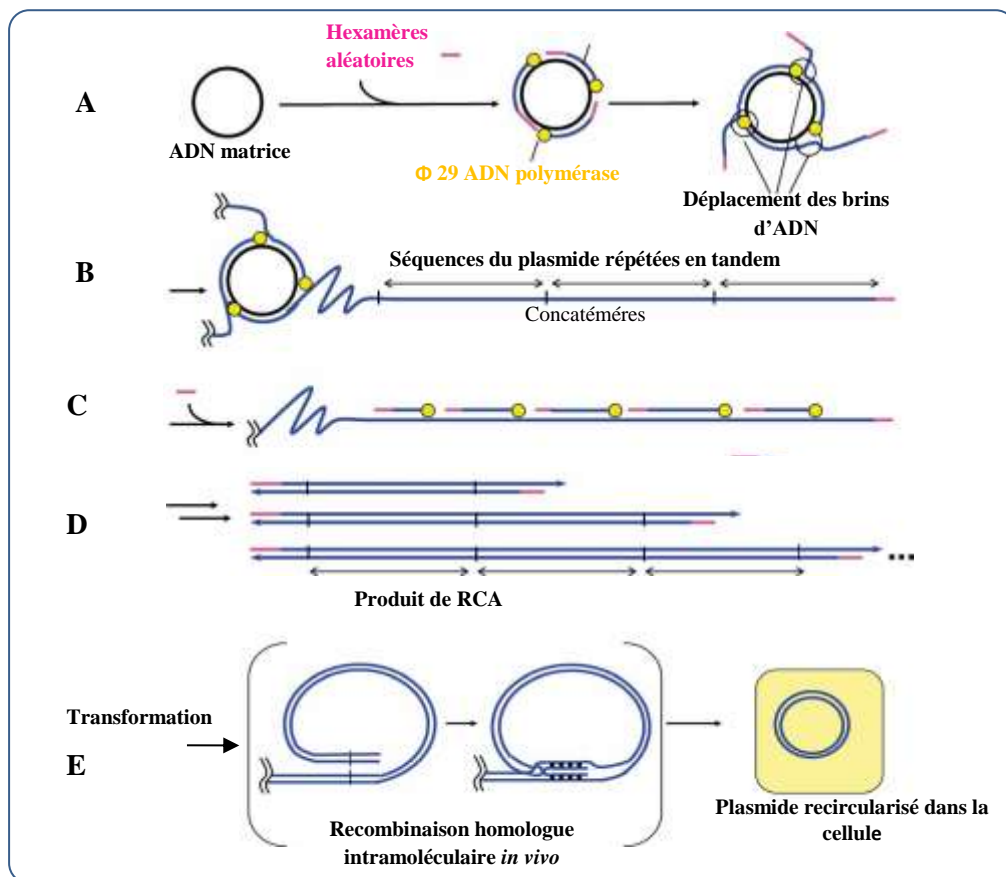 Hexamères
aléatoires
A
ADN matrice
Φ 29 ADN polymérase
Déplacement des brins
d’ADN
B
Séquences du plasmide répétées en tandem
Concatéméres
C
D
Produit de RCA
Transformation
E
Recombinaison homologue
intramoléculaire in vivo
Plasmide recircularisé dans la
cellule